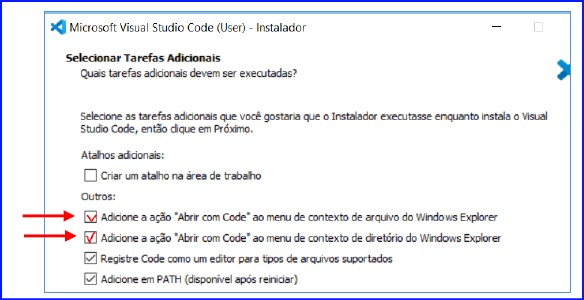 Microsoft Visual Studio Code (User) - Instalador
Selecionar Tarefas Adicionais
Quais tarefas adicionais devem ser executadas?
Selecione as tarefas adicionais que você gostaria que o Instalador executasse enquanto instala o Visual
Studio Code, então clique em Próximo.
Atalhos adicionais:
Criar um atalho na área de trabalho
Outros:
Adicione a ação "Abrir com Code" ao menu de contexto de arquivo do Windows Explorer
Adicione a ação "Abrir com Code" ao menu de contexto de diretório do Windows Explorer
Registre Code como um editor para tipos de arquivos suportados
Adicione em PATH (disponível após reiniciar)